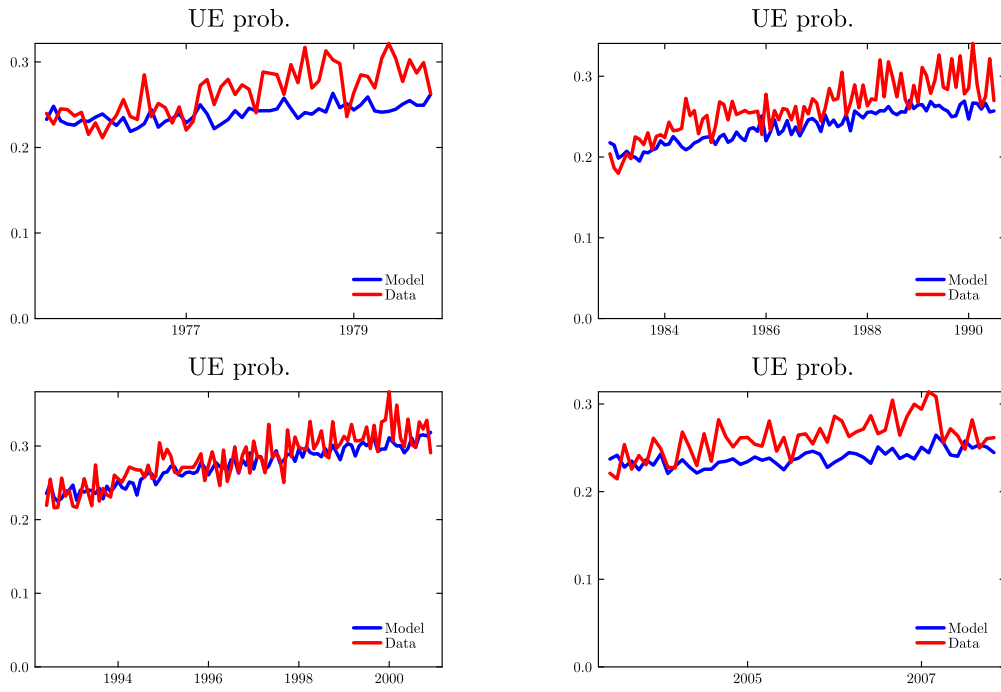 UE prob.
0.3
0.2
0.1
0.0
1977 1979
Model
Data
UE prob.
0.3
0.2
0.1
0.0
1984 1986 1988 1990
Model
Data
UE prob.
0.3
0.2
0.1
0.0
1994 1996 1998 2000
Model
Data
UE prob.
0.3
0.2
0.1
0.0
2005 2007
Model
Data